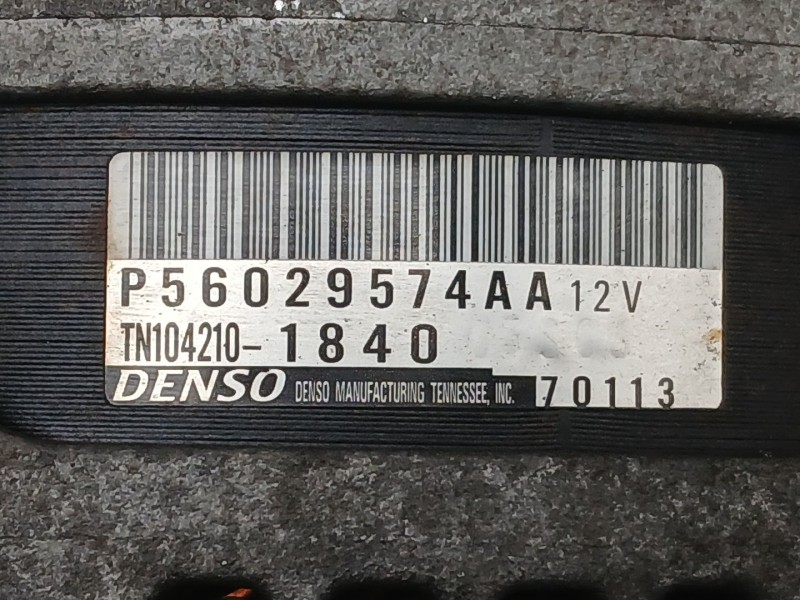 P56029574AA 12V
TN104210-1840
DENSO DENSO MANUFACTURING TENNESSEE, INC. 70113